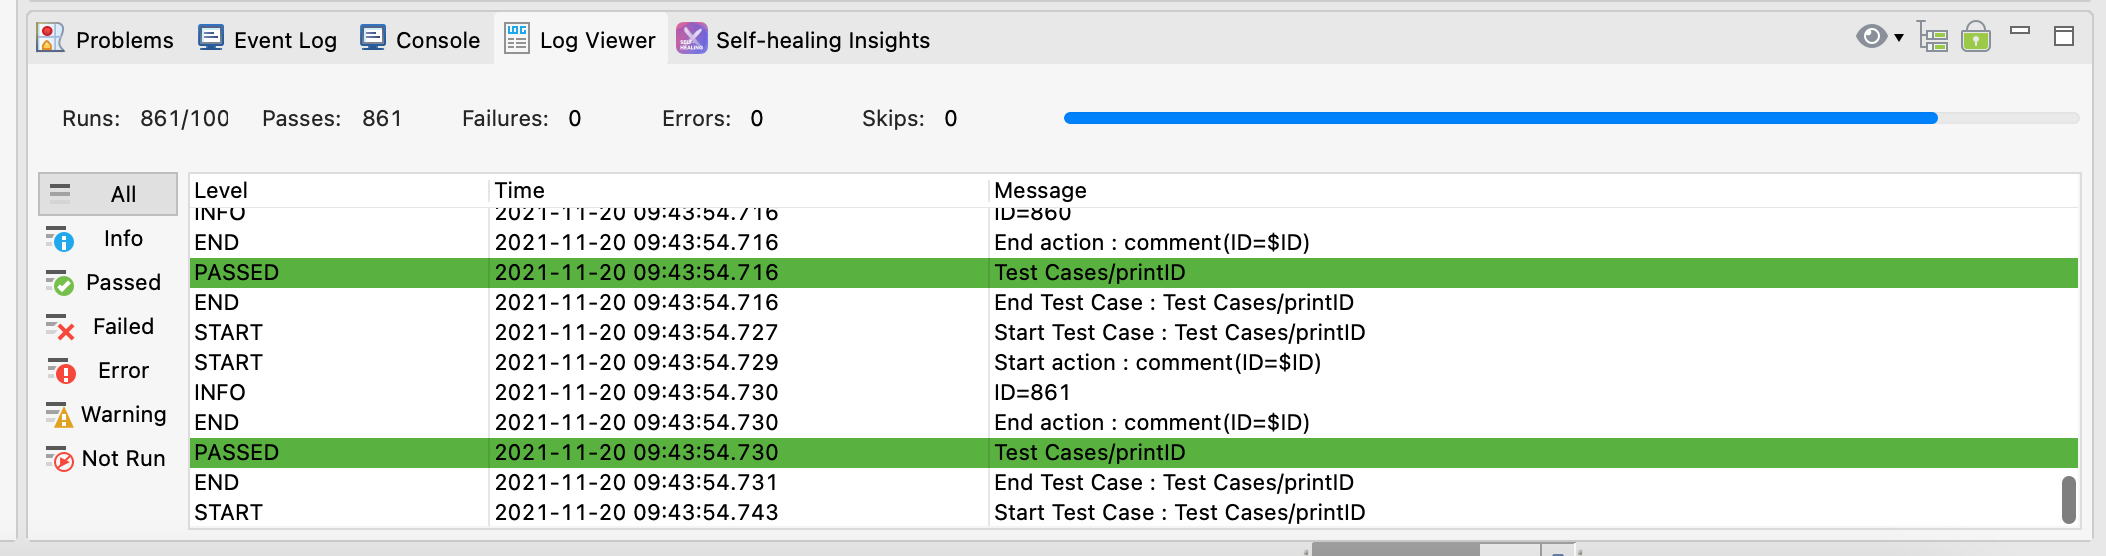 Problems Event Log Console Log Viewer Self-healing Insights
Runs: 861/100 Passes: 861 Failures: 0 Errors: 0 Skips: 0
All
Info
Passed
Failed
Error
Warning
Not Run
Level Time Message
INFO 2021-11-20 09:43:54.716 ID=860
END 2021-11-20 09:43:54.716 End action : comment(ID=$ID)
PASSED 2021-11-20 09:43:54.716 Test Cases/printID
END 2021-11-20 09:43:54.716 End Test Case : Test Cases/printID
START 2021-11-20 09:43:54.727 Start Test Case : Test Cases/printID
START 2021-11-20 09:43:54.729 Start action : comment(ID=$ID)
INFO 2021-11-20 09:43:54.730 ID=861
END 2021-11-20 09:43:54.730 End action : comment(ID=$ID)
PASSED 2021-11-20 09:43:54.730 Test Cases/printID
END 2021-11-20 09:43:54.731 End Test Case : Test Cases/printID
START 2021-11-20 09:43:54.743 Start Test Case : Test Cases/printID